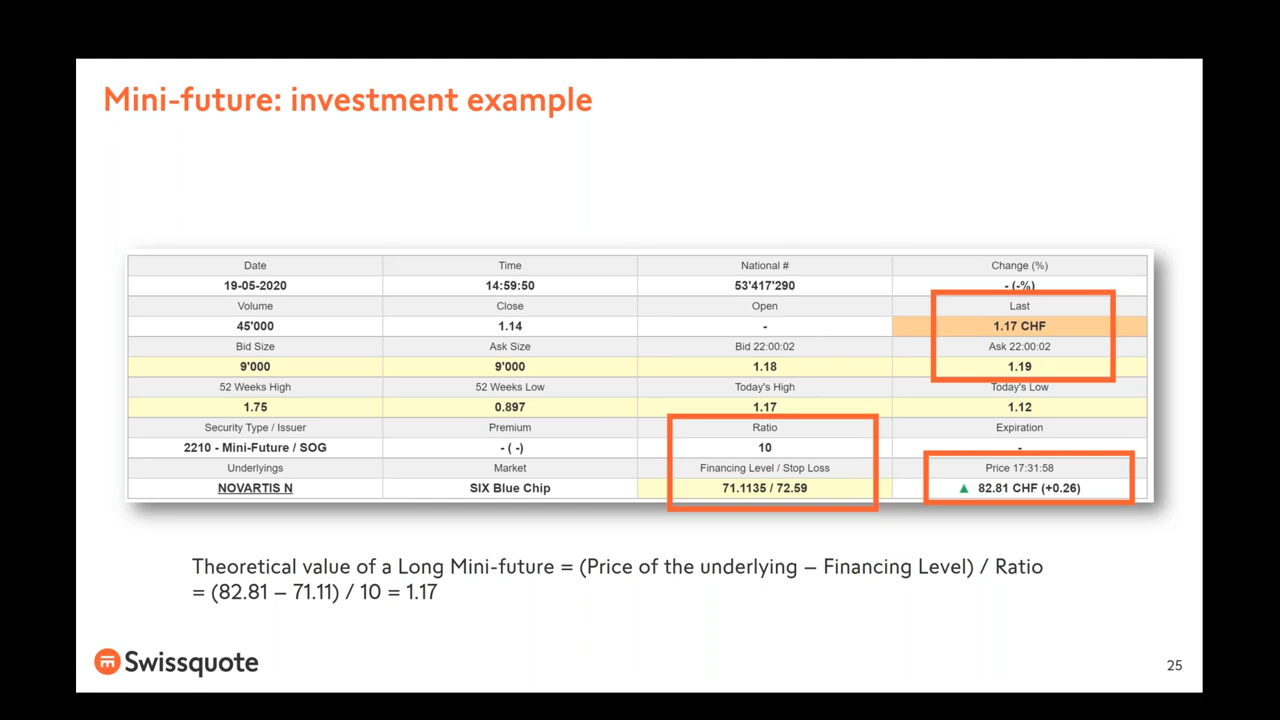 Mini-future: investment example
Date Time National # Change (%)
19-05-2020 14:59:50 53'417'290 - (-%)
Volume Close Open Last
45'000 1.14 - 1.17 CHF
Bid Size Ask Size Bid 22:00:02 Ask 22:00:02
9'000 9'000 1.18 1.19
52 Weeks High 52 Weeks Low Today's High Today's Low
1.75 0.897 1.17 1.12
Security Type / Issuer Premium Ratio Expiration
2210 - Mini-Future / SOG - ( -) 10 -
Underlyings Market Financing Level / Stop Loss Price 17:31:58
NOVARTIS N SIX Blue Chip 71.1135 / 72.59 ▲ 82.81 CHF (+0.26)
Theoretical value of a Long Mini-future = (Price of the underlying – Financing Level) / Ratio
= (82.81 – 71.11) / 10 = 1.17
Swissquote
25